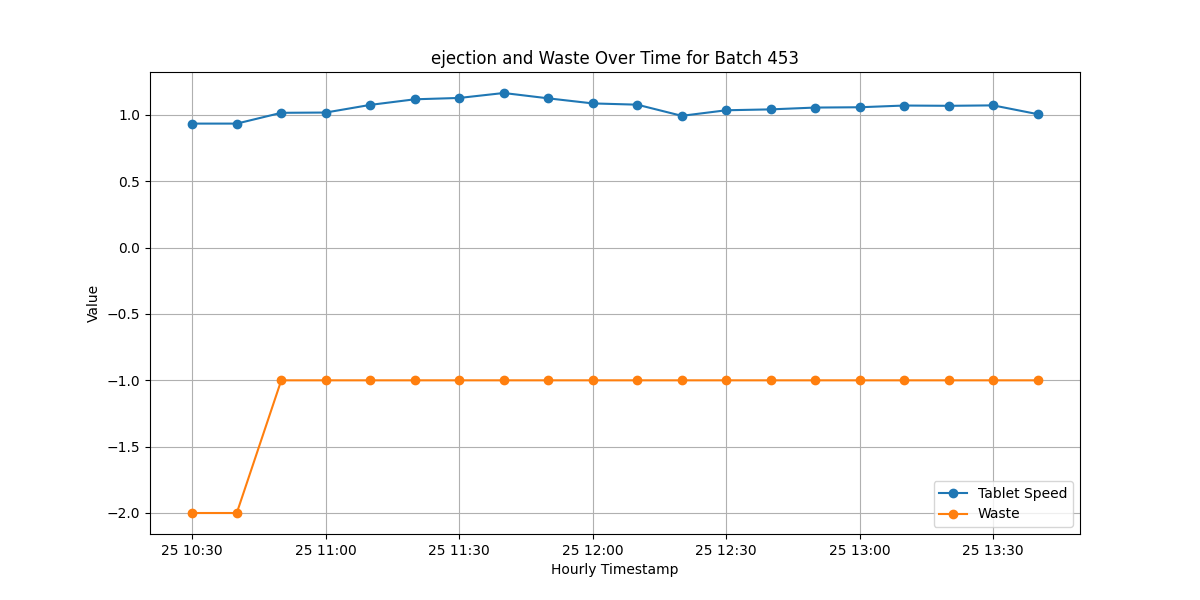 ejection and Waste Over Time for Batch 453
Value
1.0
0.5
0.0
−0.5
−1.0
−1.5
−2.0
Tablet Speed
Waste
25 10:30
25 11:00
25 11:30
25 12:00
25 12:30
25 13:00
25 13:30
Hourly Timestamp